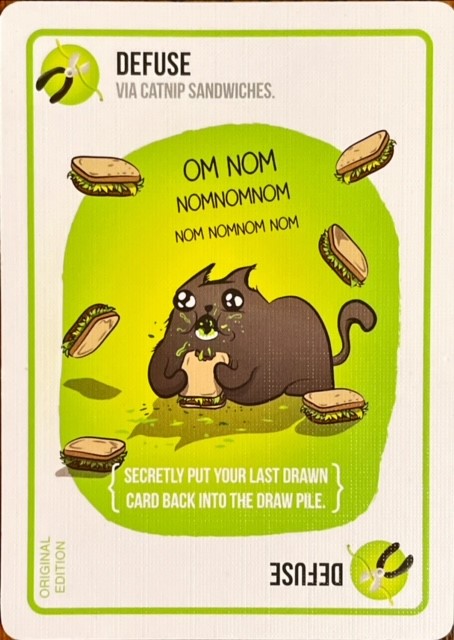 DEFUSE
VIA CATNIP SANDWICHES.
OM NOM
NOMNOMNOM
NOM NOMNOM NOM
SECRETLY PUT YOUR LAST DRAWN
CARD BACK INTO THE DRAW PILE.
ORIGINAL
EDITION
DEFUSE